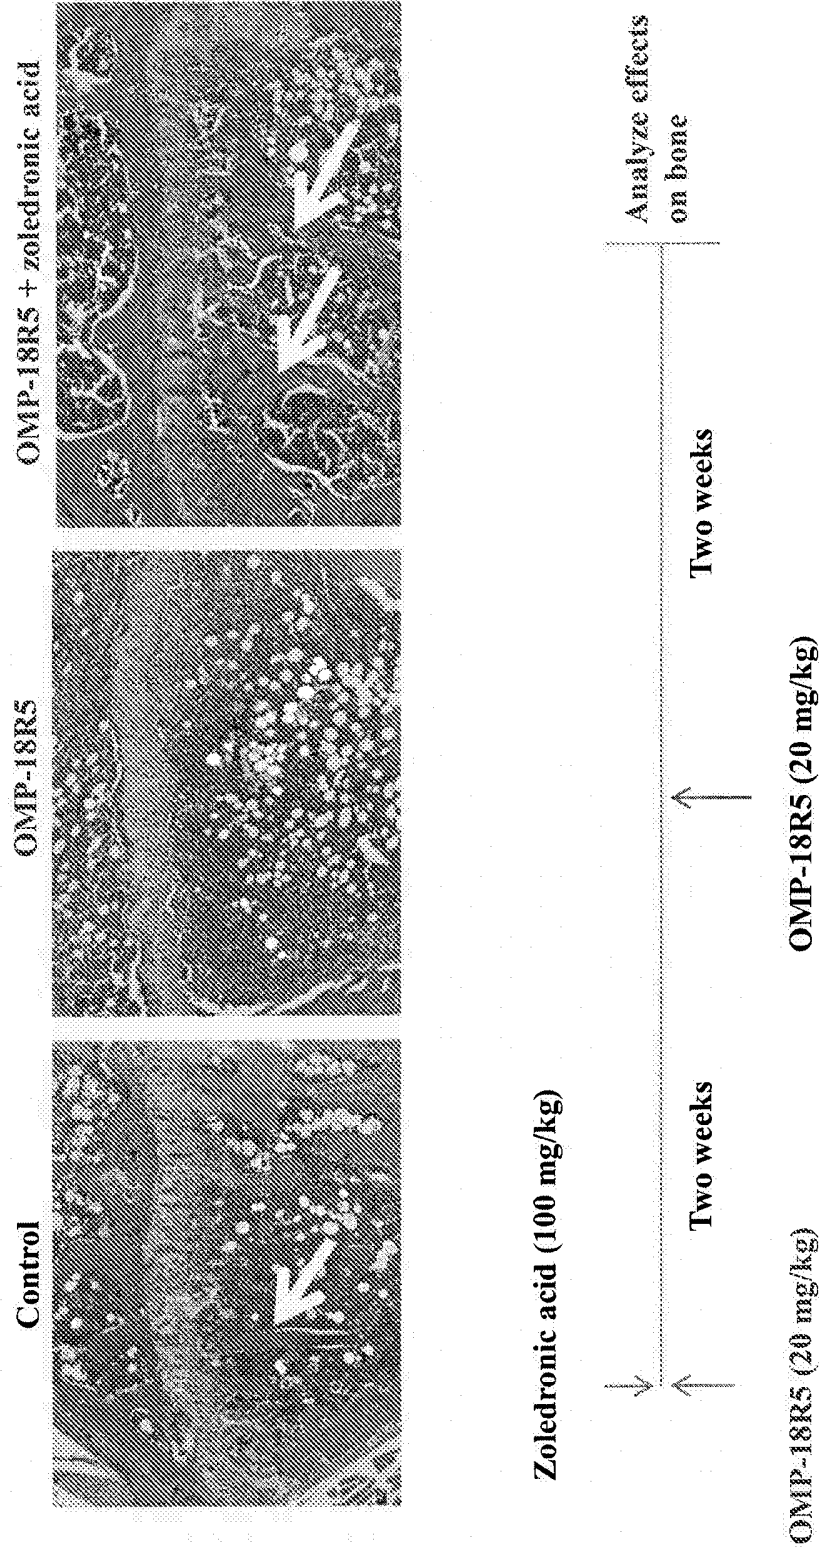 Control
OMP-18R5
OMP-18R5 + zoledronic acid
Zoledronic acid (100 mg/kg)
Analyze effects
on bone
Two weeks
Two weeks
OMP-18R5 (20 mg/kg)
OMP-18R5 (20 mg/kg)